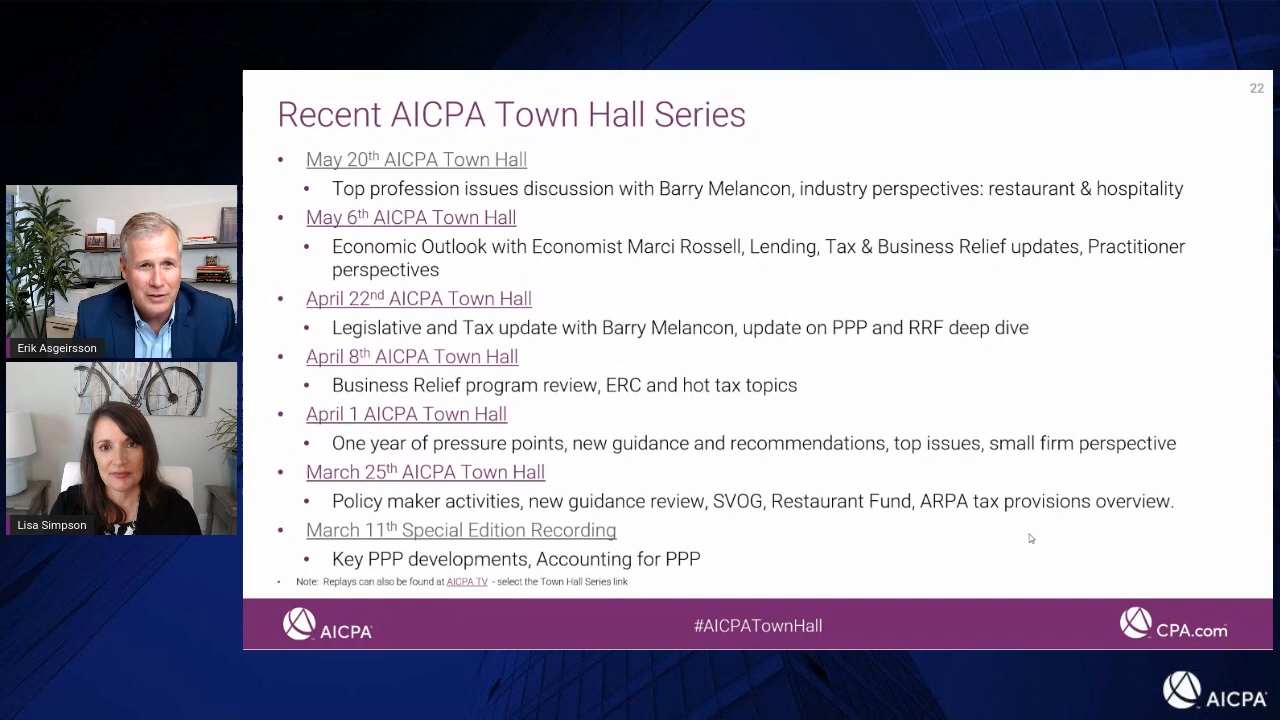 22
Recent AICPA Town Hall Series
• May 20th AICPA Town Hall
• Top profession issues discussion with Barry Melancon, industry perspectives: restaurant & hospitality
• May 6th AICPA Town Hall
• Economic Outlook with Economist Marci Rossell, Lending, Tax & Business Relief updates, Practitioner
perspectives
• April 22nd AICPA Town Hall
• Legislative and Tax update with Barry Melancon, update on PPP and RRF deep dive
• April 8th AICPA Town Hall
• Business Relief program review, ERC and hot tax topics
• April 1 AICPA Town Hall
• One year of pressure points, new guidance and recommendations, top issues, small firm perspective
• March 25th AICPA Town Hall
• Policy maker activities, new guidance review, SVOG, Restaurant Fund, ARPA tax provisions overview.
• March 11th Special Edition Recording
• Key PPP developments, Accounting for PPP
• Note: Replays can also be found at AICPA TV - select the Town Hall Series link
AICPA
#AICPATownHall
CPA.com
Erik Asgeirsson
Lisa Simpson
AICPA